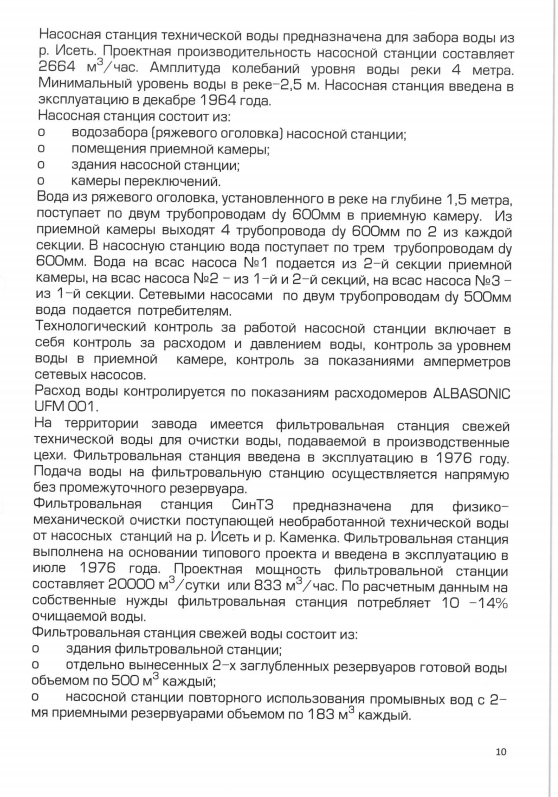 Насосная станция технической воды предназначена для забора воды из
р. Исеть. Проектная производительность насосной станции составляет
2664 м³/час. Амплитуда колебаний уровня воды реки 4 метра.
Минимальный уровень воды в реке-2,5 м. Насосная станция введена в
эксплуатацию в декабре 1964 года.
Насосная станция состоит из:
o водозабора (ряжевого оголовка) насосной станции;
o помещения приемной камеры;
o здания насосной станции;
o камеры переключений.
Вода из ряжевого оголовка, установленного в реке на глубине 1,5 метра,
поступает по двум трубопроводам dy 600мм в приемную камеру. Из
приемной камеры выходят 4 трубопровода dy 600мм по 2 из каждой
секции. В насосную станцию вода поступает по трем трубопроводам dy
600мм. Вода на всас насоса №1 подается из 2-й секции приемной
камеры, на всас насоса №2 – из 1-й и 2-й секций, на всас насоса №3 –
из 1-й секции. Сетевыми насосами по двум трубопроводам dy 500мм
вода подается потребителям.
Технологический контроль за работой насосной станции включает в
себя контроль за расходом и давлением воды, контроль за уровнем
воды в приемной камере, контроль за показаниями амперметров
сетевых насосов.
Расход воды контролируется по показаниям расходомеров ALBASONIC
UFM 001.
На территории завода имеется фильтровальная станция свежей
технической воды для очистки воды, подаваемой в производственные
цехи. Фильтровальная станция введена в эксплуатацию в 1976 году.
Подача воды на фильтровальную станцию осуществляется напрямую
без промежуточного резервуара.
Фильтровальная станция СинТЗ предназначена для физико-
механической очистки поступающей необработанной технической воды
от насосных станций на р. Исеть и р. Каменка. Фильтровальная станция
выполнена на основании типового проекта и введена в эксплуатацию в
июле 1976 года. Проектная мощность фильтровальной станции
составляет 20000 м³/сутки или 833 м³/час. По расчетным данным на
собственные нужды фильтровальная станция потребляет 10 -14%
очищаемой воды.
Фильтровальная станция свежей воды состоит из:
o здания фильтровальной станции;
o отдельно вынесенных 2-х заглубленных резервуаров готовой воды
объемом по 500 м³ каждый;
o насосной станции повторного использования промывных вод с 2-
мя приемными резервуарами объемом по 183 м³ каждый.
10